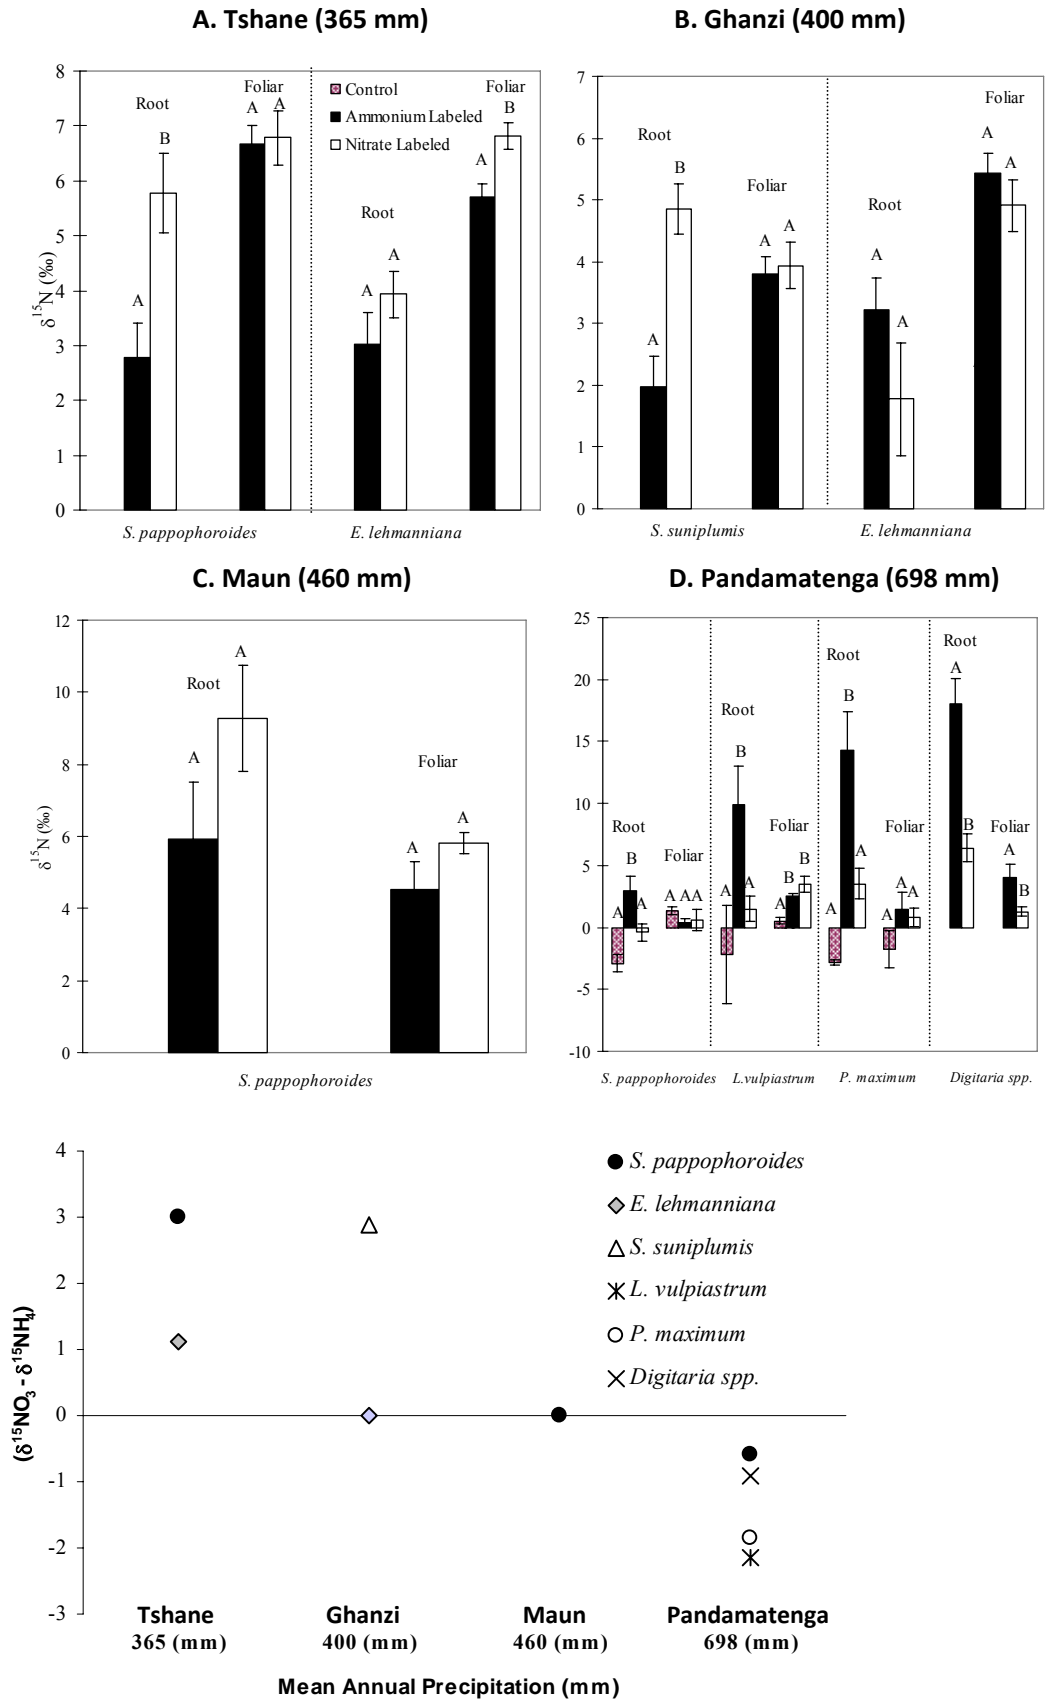 A. Tshane (365 mm)
B. Ghanzi (400 mm)
8
7
6
5
4
3
2
1
0
δ¹⁵N (‰)
Root
A
B
Foliar
A
A
Control
Ammonium Labeled
Nitrate Labeled
Root
A
A
Foliar
A
B
S. pappophoroides
E. lehmanniana
7
6
5
4
3
2
1
0
Root
A
B
Foliar
A
A
Root
A
A
Foliar
A
A
S. suniplumis
E. lehmanniana
C. Maun (460 mm)
D. Pandamatenga (698 mm)
12
10
8
6
4
2
0
δ¹⁵N (‰)
Root
A
A
Foliar
A
A
S. pappophoroides
25
20
15
10
5
0
-5
-10
Root
A
B
A
Foliar
A
A
A
Root
A
B
A
Foliar
A
B
B
Root
A
B
A
Foliar
A
A
A
Root
A
B
Foliar
A
B
S. pappophoroides
L.vulpiastrum
P. maximum
Digitaria spp.
4
3
2
1
0
-1
-2
-3
(δ¹⁵NO₃ - δ¹⁵NH₄)
S. pappophoroides
E. lehmanniana
S. suniplumis
L. vulpiastrum
P. maximum
Digitaria spp.
Tshane
Ghanzi
Maun
Pandamatenga
365 (mm)
400 (mm)
460 (mm)
698 (mm)
Mean Annual Precipitation (mm)